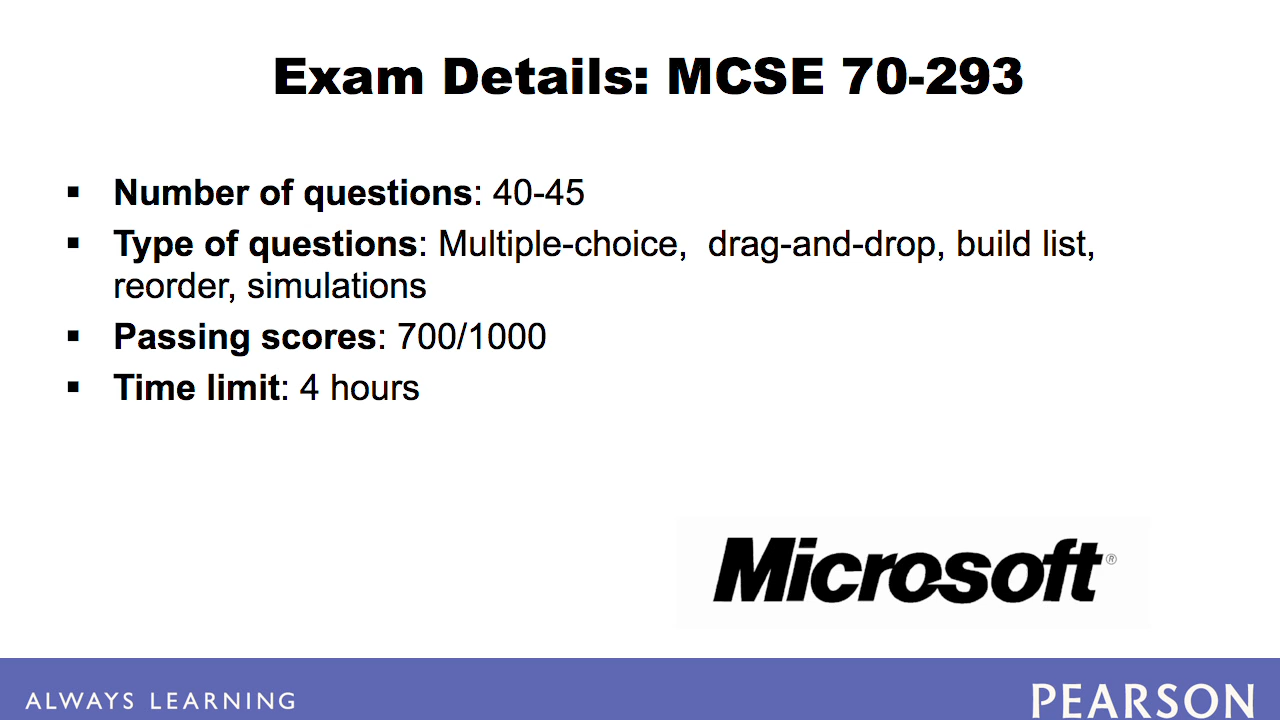 Exam Details: MCSE 70-293
▪ Number of questions: 40-45
▪ Type of questions: Multiple-choice,  drag-and-drop, build list,
reorder, simulations
▪ Passing scores: 700/1000
▪ Time limit: 4 hours
Microsoft®
ALWAYS LEARNING
PEARSON